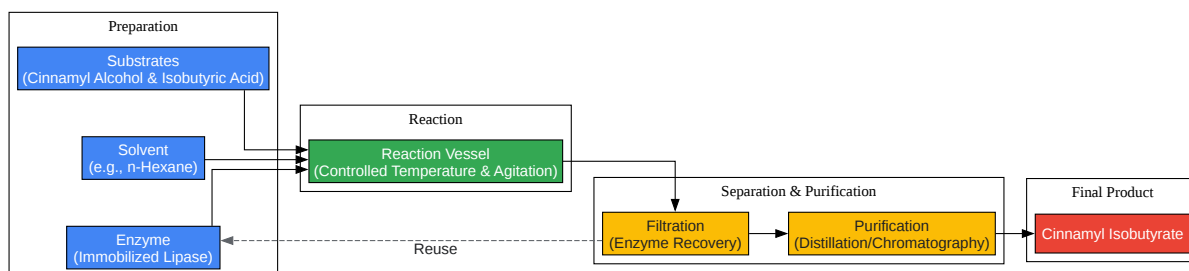 Preparation
Substrates
(Cinnamyl Alcohol & Isobutyric Acid)
Solvent
(e.g., n-Hexane)
Enzyme
(Immobilized Lipase)
Reaction
Reaction Vessel
(Controlled Temperature & Agitation)
Reuse
Separation & Purification
Filtration
(Enzyme Recovery)
Purification
(Distillation/Chromatography)
Final Product
Cinnamyl Isobutyrate